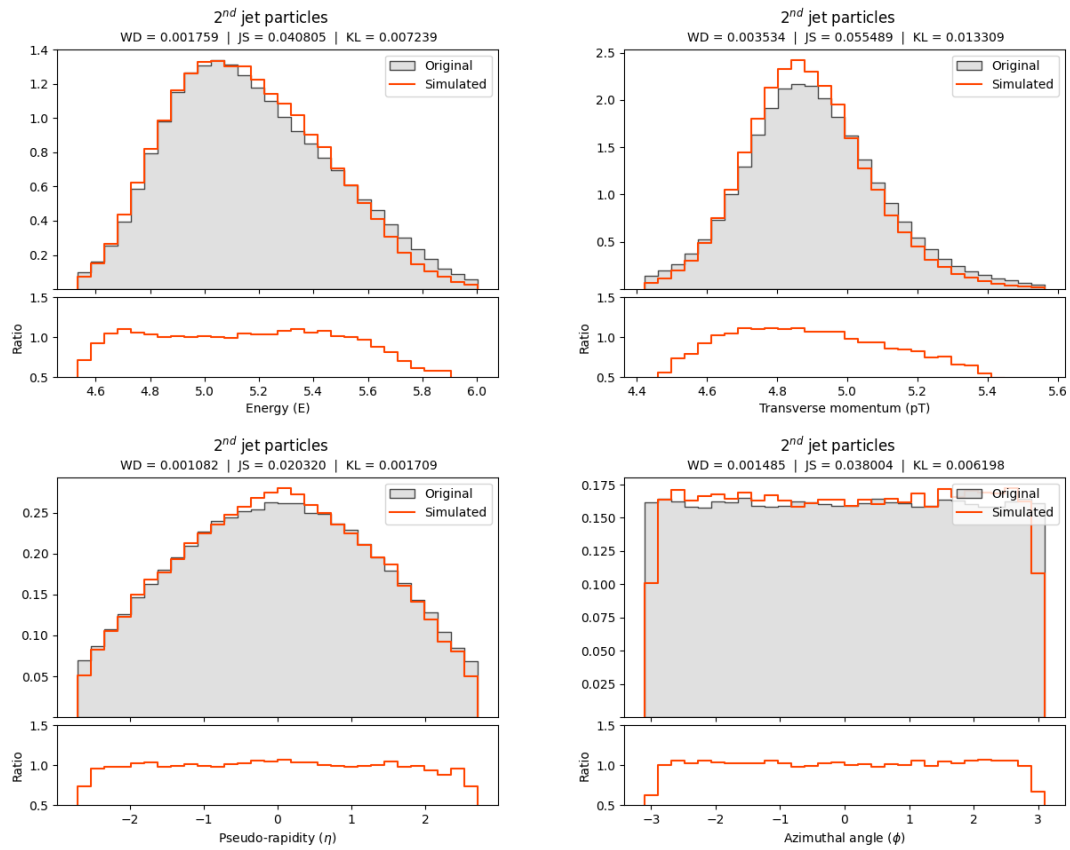 2nd jet particles
WD = 0.001759 | JS = 0.040805 | KL = 0.007239
1.4
1.2
1.0
0.8
0.6
0.4
0.2
Original
Simulated
1.5
1.0
0.5
Ratio
4.6 4.8 5.0 5.2 5.4 5.6 5.8 6.0
Energy (E)
2nd jet particles
WD = 0.003534 | JS = 0.055489 | KL = 0.013309
2.5
2.0
1.5
1.0
0.5
Original
Simulated
1.5
1.0
0.5
Ratio
4.4 4.6 4.8 5.0 5.2 5.4 5.6
Transverse momentum (pT)
2nd jet particles
WD = 0.001082 | JS = 0.020320 | KL = 0.001709
0.25
0.20
0.15
0.10
0.05
Original
Simulated
1.5
1.0
0.5
Ratio
−2 −1 0 1 2
Pseudo-rapidity (η)
2nd jet particles
WD = 0.001485 | JS = 0.038004 | KL = 0.006198
0.175
0.150
0.125
0.100
0.075
0.050
0.025
Original
Simulated
1.5
1.0
0.5
Ratio
−3 −2 −1 0 1 2 3
Azimuthal angle (ϕ)